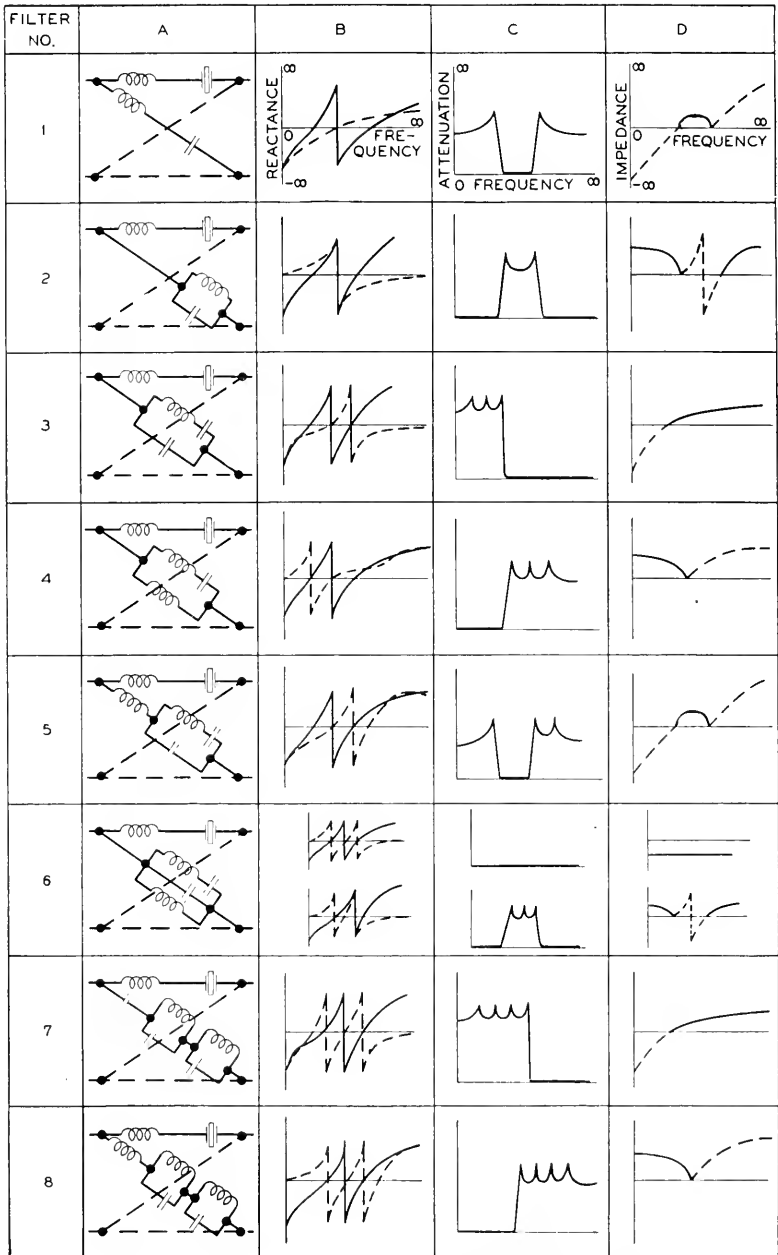 FILTER NO. A B C D
1
∞
REACTANCE
0
∞
FRE-
QUENCY
-∞
∞
ATTENUATION
0 FREQUENCY ∞
∞
IMPEDANCE
0
∞
FREQUENCY
-∞
2
3
4
5
6
7
8